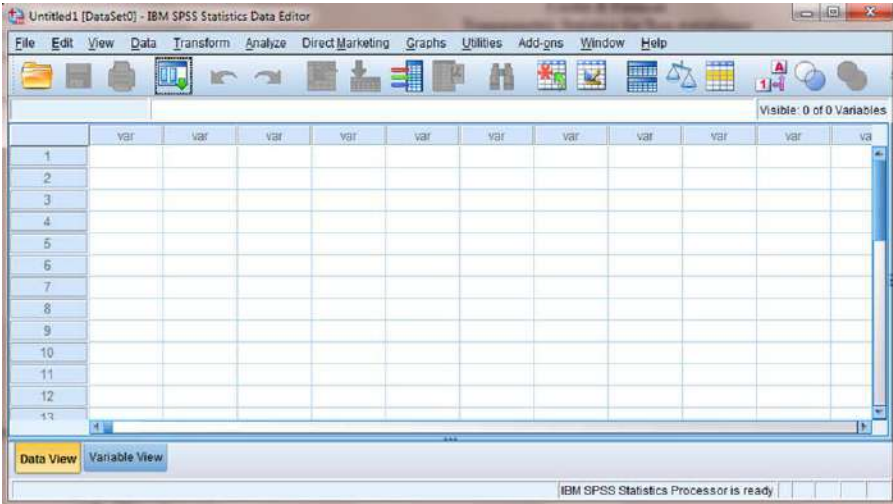 Untitled1 [DataSet0] - IBM SPSS Statistics Data Editor
File Edit View Data Transform Analyze Direct Marketing Graphs Utilities Add-ons Window Help
Visible: 0 of 0 Variables
var var var var var var var var var var va
1
2
3
4
5
6
7
8
9
10
11
12
13
Data View Variable View
IBM SPSS Statistics Processor is ready